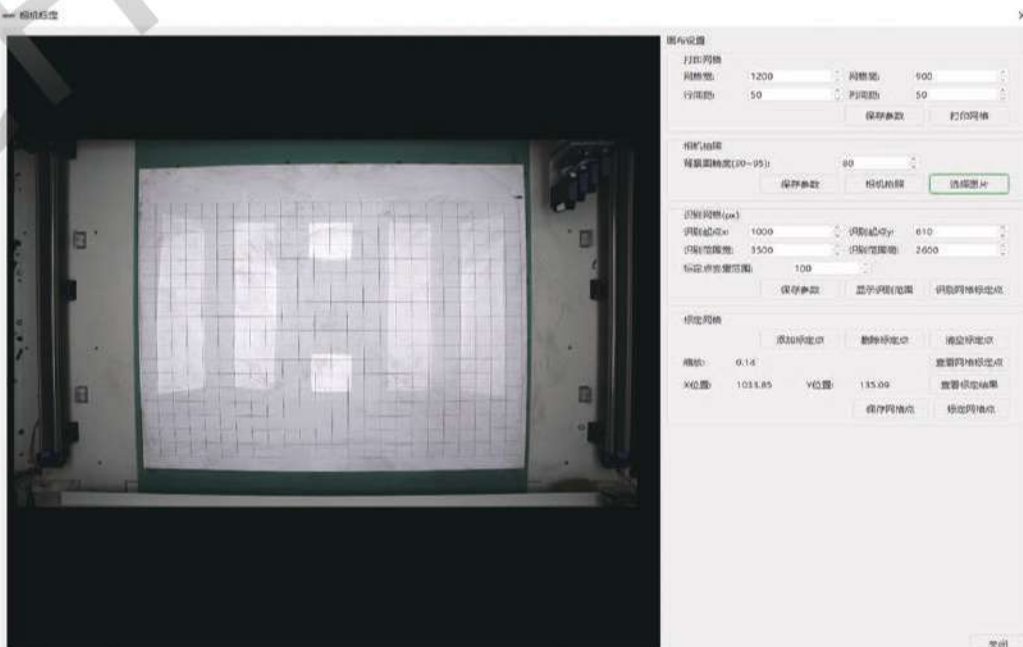 相机标定
画布设置
打印网格
网格宽: 1200 网格宽: 900
行间距: 50 列间距: 50
保存参数 打印网格
相机拍照
背景图精度(20~95): 80
保存参数 相机拍照 选择图片
识别网格(px)
识别起点x: 1000 识别起点y: 610
识别范围宽: 3500 识别范围高: 2600
标定点查重范围: 100
保存参数 显示识别范围 识别网格标定点
标定网格
添加标定点 删除标定点 清空标定点
缩放: 0.14 查看网格标定点
X位置: 1033.85 Y位置: 135.09 查看标定结果
保存网格点 标定网格点
关闭